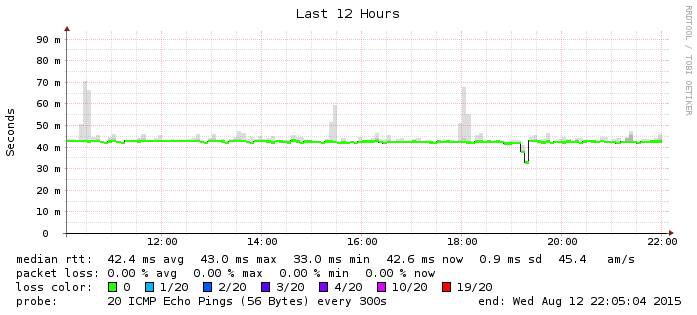 Last 12 Hours
RRDTOOL / TOBI OETIKER
Seconds
90 m
80 m
70 m
60 m
50 m
40 m
30 m
20 m
10 m
0
12:00 14:00 16:00 18:00 20:00 22:00
median rtt: 42.4 ms avg 43.0 ms max 33.0 ms min 42.6 ms now 0.9 ms sd 45.4 am/s
packet loss: 0.00 % avg 0.00 % max 0.00 % min 0.00 % now
loss color: 0 1/20 2/20 3/20 4/20 10/20 19/20
probe: 20 ICMP Echo Pings (56 Bytes) every 300s end: Wed Aug 12 22:05:04 2015